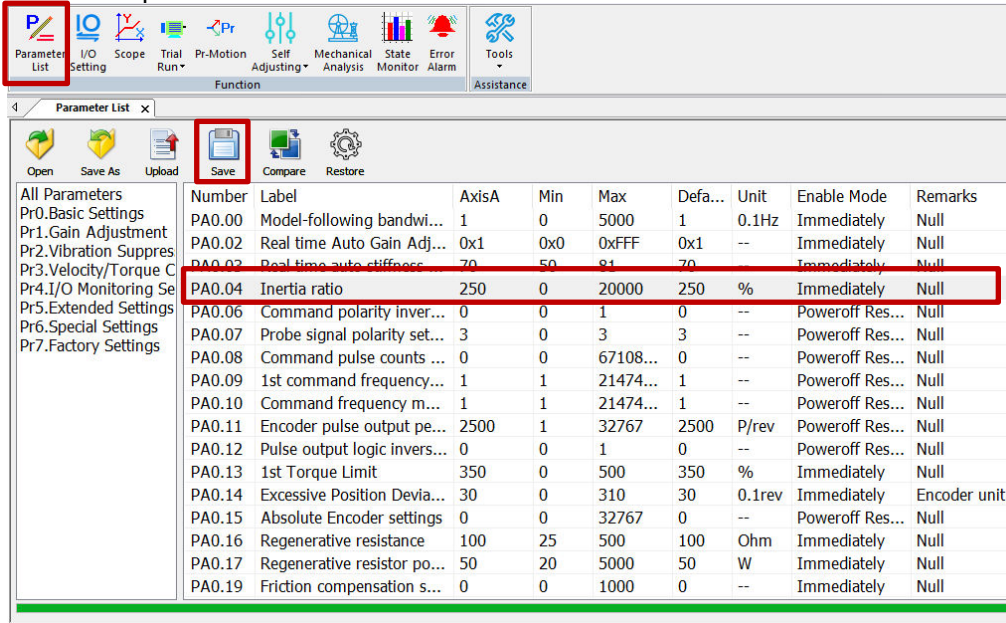 Parameter List
I/O Setting
Scope
Trial Run
Pr-Motion
Self Adjusting
Mechanical Analysis
State Monitor
Error Alarm
Tools
Function
Assistance
Parameter List x
Open Save As Upload Save Compare Restore
All Parameters
Pr0.Basic Settings
Pr1.Gain Adjustment
Pr2.Vibration Suppres
Pr3.Velocity/Torque C
Pr4.I/O Monitoring Se
Pr5.Extended Settings
Pr6.Special Settings
Pr7.Factory Settings
Number Label AxisA Min Max Defa... Unit Enable Mode Remarks
PA0.00 Model-following bandwi... 1 0 5000 1 0.1Hz Immediately Null
PA0.02 Real time Auto Gain Adj... 0x1 0x0 0xFFF 0x1 -- Immediately Null
PA0.03 Real time auto stiffness ... 70 50 81 70 -- Immediately Null
PA0.04 Inertia ratio 250 0 20000 250 % Immediately Null
PA0.06 Command polarity inver... 0 0 1 0 -- Poweroff Res... Null
PA0.07 Probe signal polarity set... 3 0 3 3 -- Poweroff Res... Null
PA0.08 Command pulse counts ... 0 0 67108... 0 -- Poweroff Res... Null
PA0.09 1st command frequency... 1 1 21474... 1 -- Poweroff Res... Null
PA0.10 Command frequency m... 1 1 21474... 1 -- Poweroff Res... Null
PA0.11 Encoder pulse output pe... 2500 1 32767 2500 P/rev Poweroff Res... Null
PA0.12 Pulse output logic invers... 0 0 1 0 -- Poweroff Res... Null
PA0.13 1st Torque Limit 350 0 500 350 % Immediately Null
PA0.14 Excessive Position Devia... 30 0 310 30 0.1rev Immediately Encoder unit
PA0.15 Absolute Encoder settings 0 0 32767 0 -- Poweroff Res... Null
PA0.16 Regenerative resistance 100 25 500 100 Ohm Immediately Null
PA0.17 Regenerative resistor po... 50 20 5000 50 W Immediately Null
PA0.19 Friction compensation s... 0 0 1000 0 -- Immediately Null